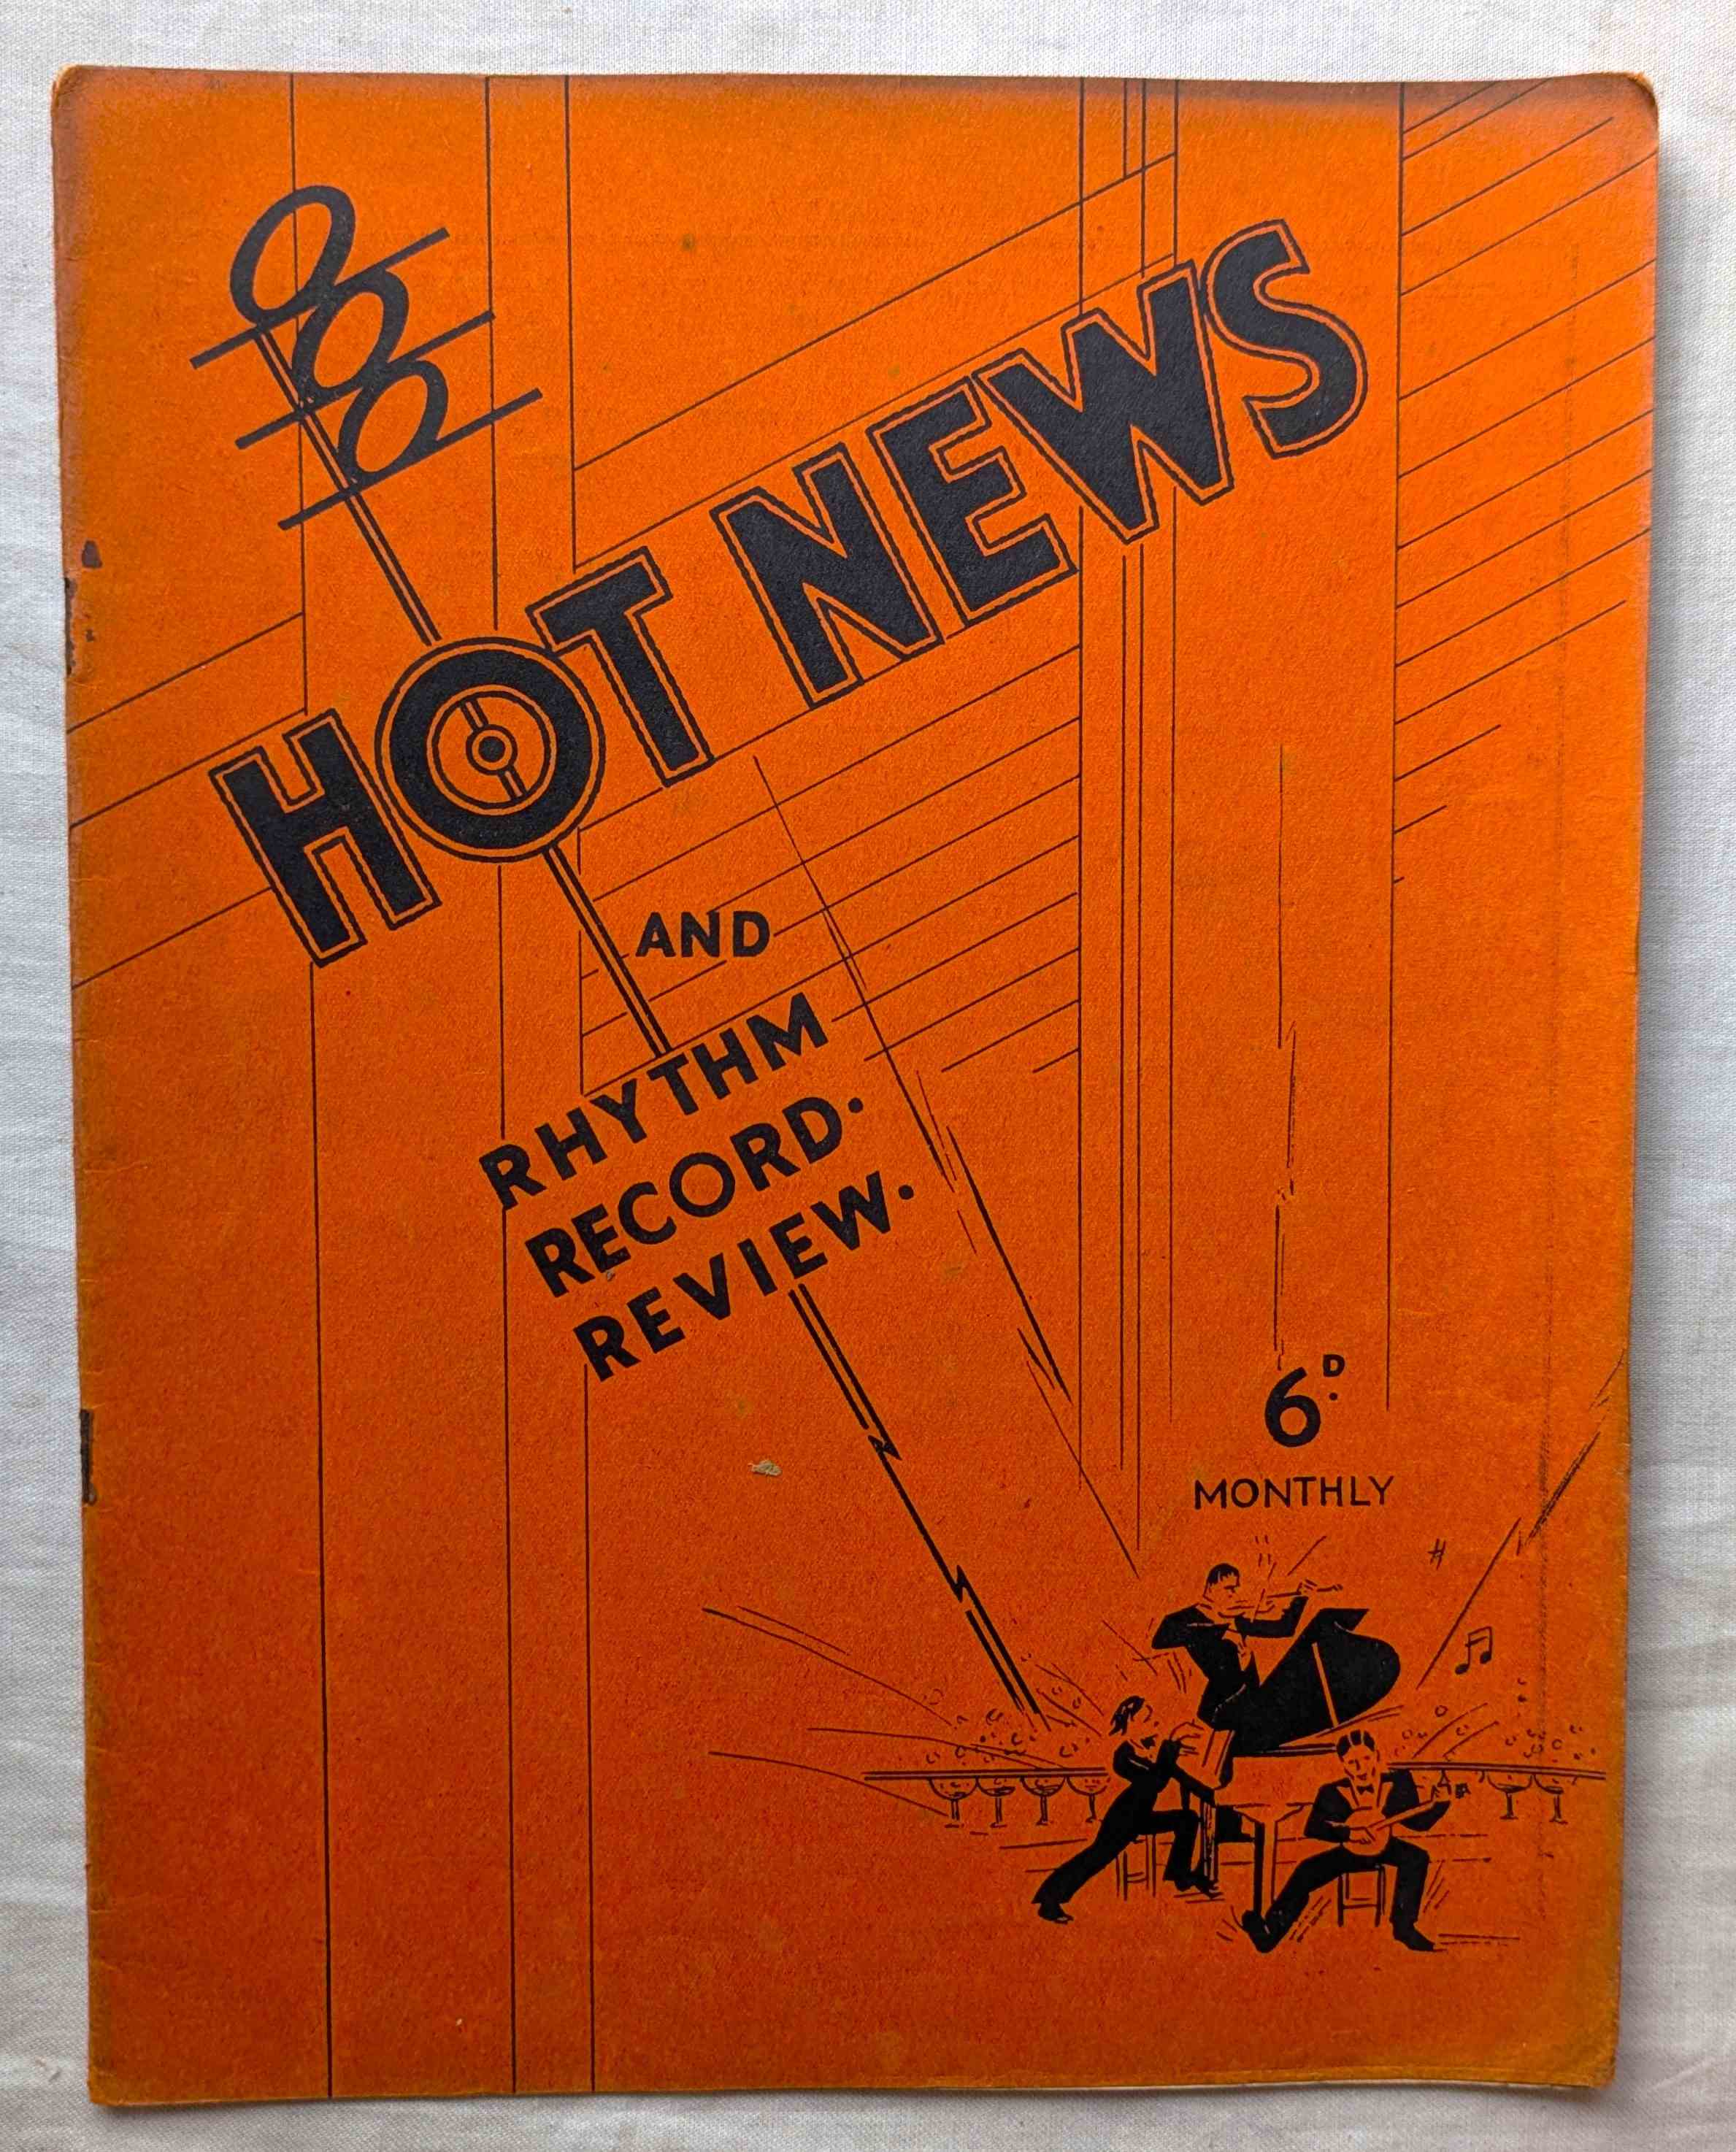 HOT NEWS
AND
RHYTHM
RECORD.
REVIEW.
6D.
MONTHLY